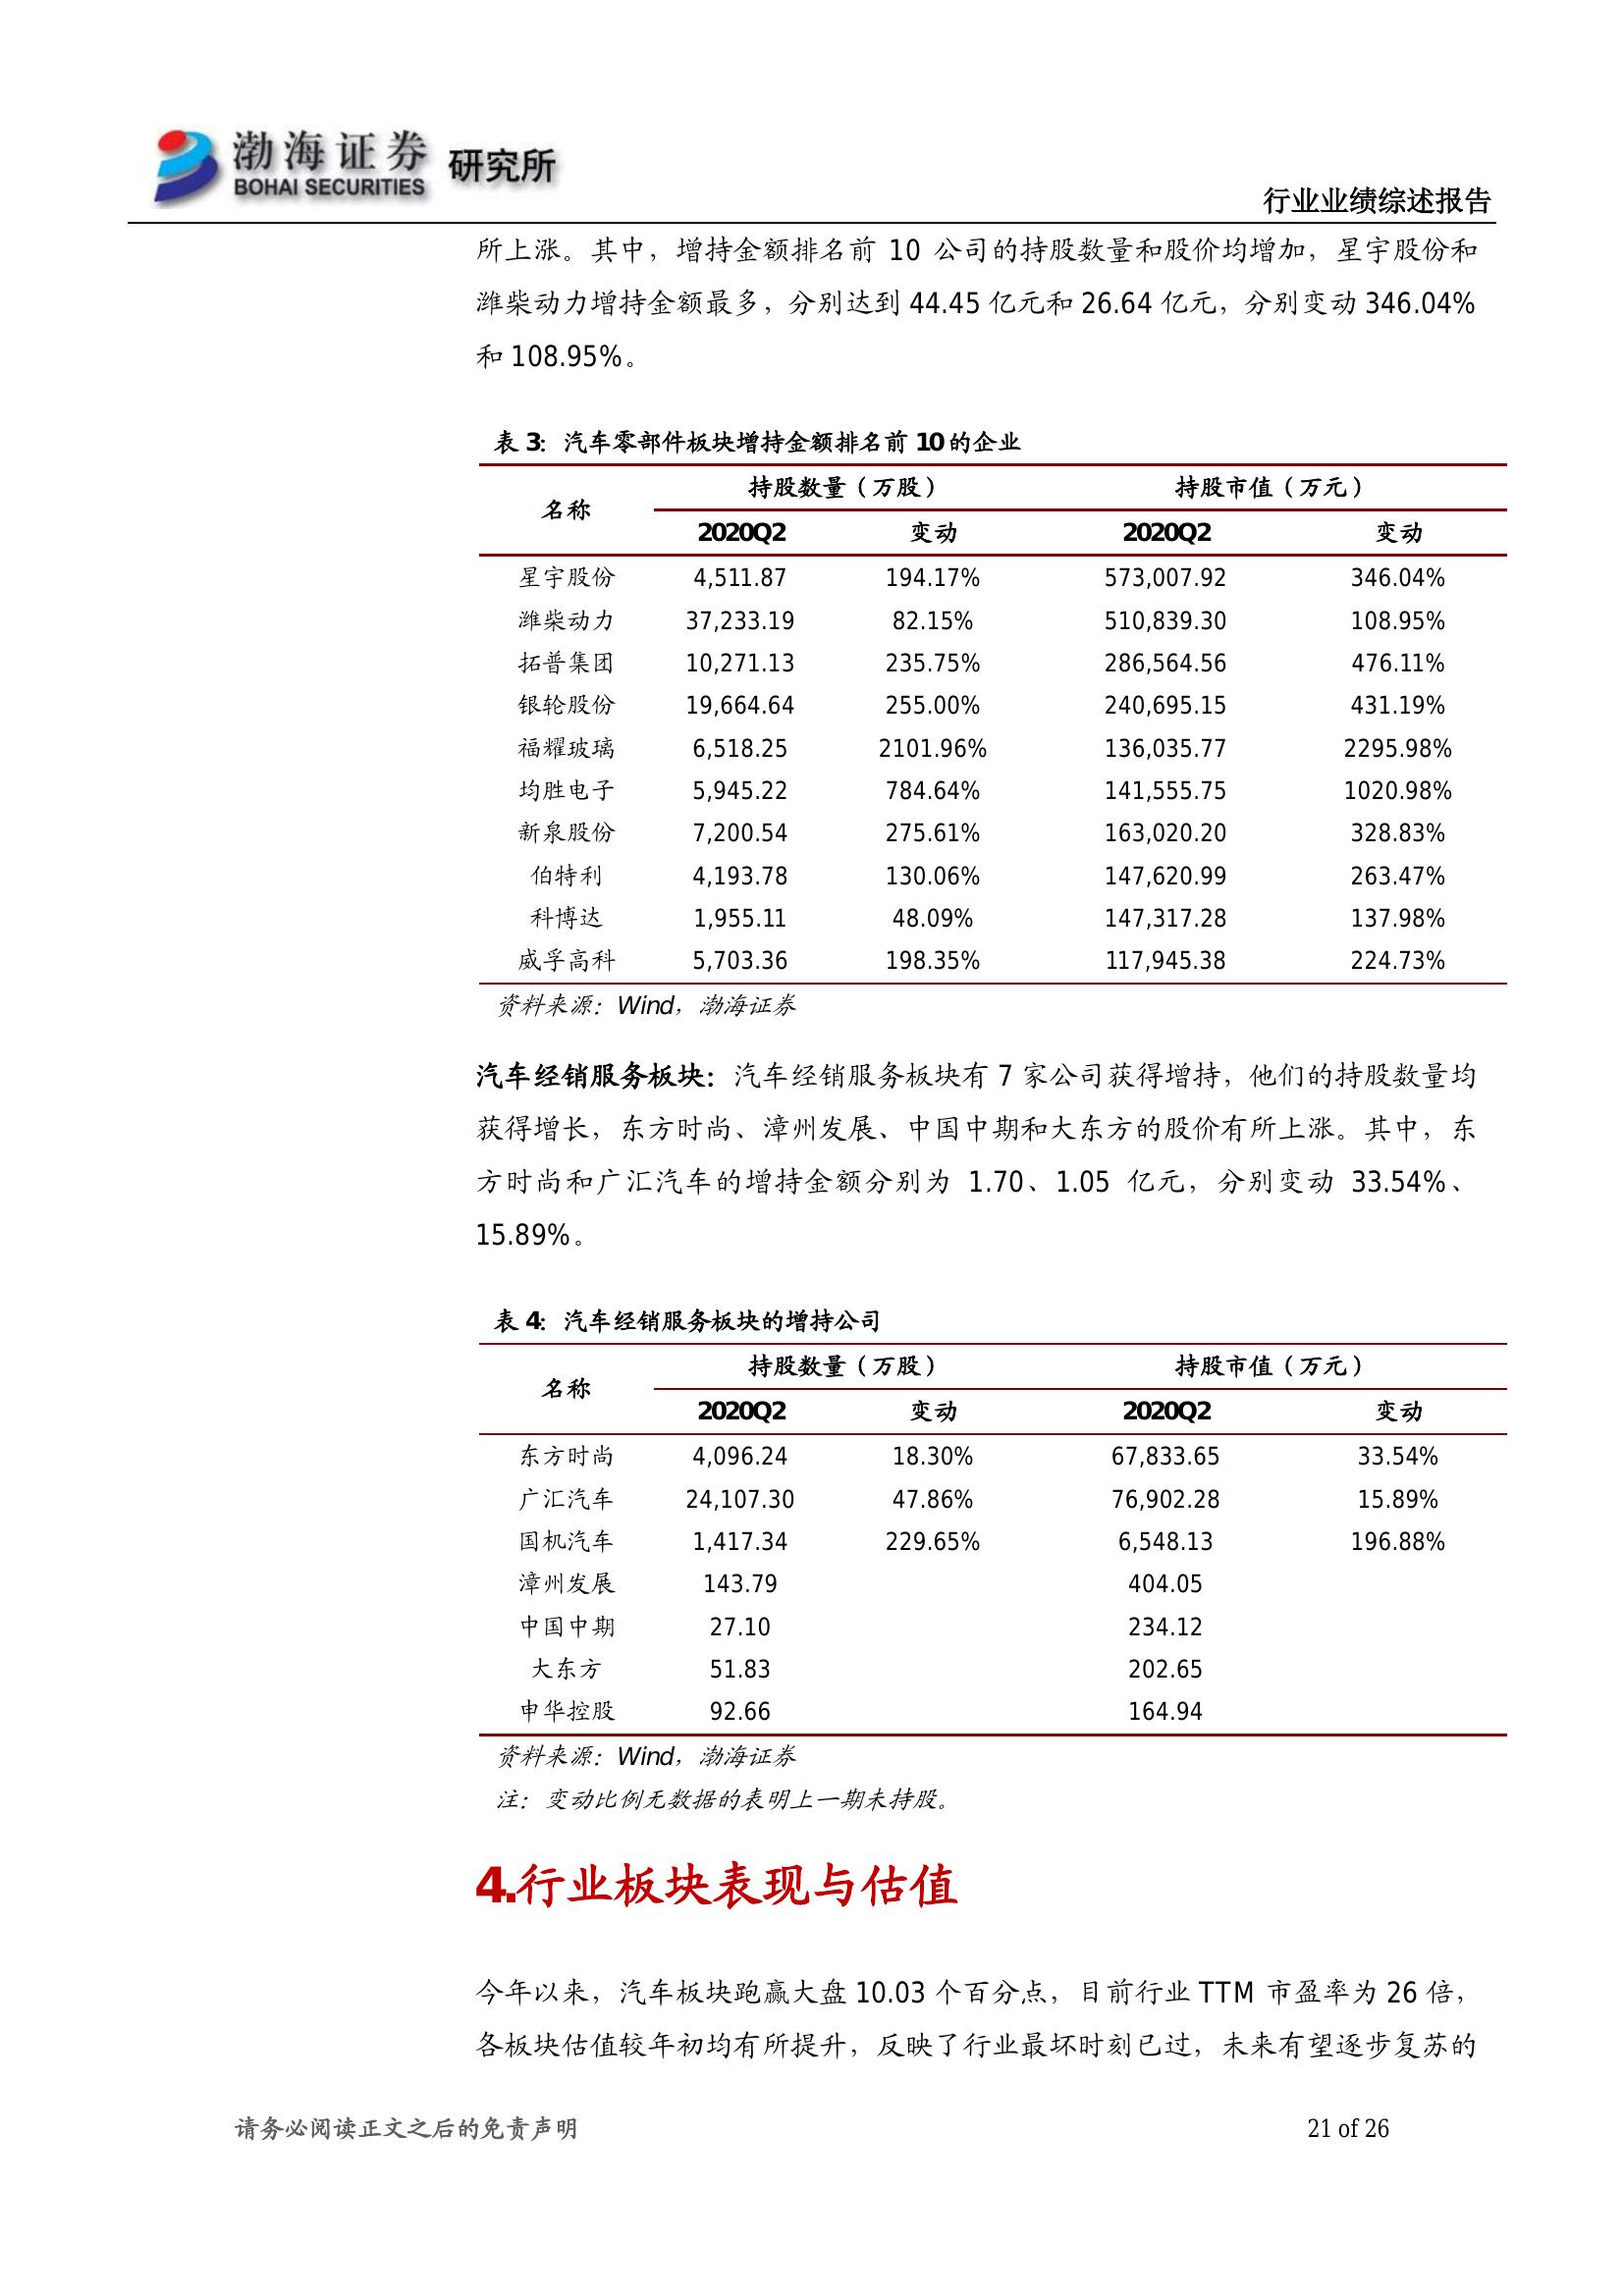 渤海证券 研究所
BOHAI SECURITIES
行业业绩综述报告
所上涨。其中，增持金额排名前 10 公司的持股数量和股价均增加，星宇股份和
潍柴动力增持金额最多，分别达到 44.45 亿元和 26.64 亿元，分别变动 346.04%
和 108.95%。
表 3：汽车零部件板块增持金额排名前 10 的企业
名称 持股数量（万股） 持股市值（万元）
2020Q2 变动 2020Q2 变动
星宇股份 4,511.87 194.17% 573,007.92 346.04%
潍柴动力 37,233.19 82.15% 510,839.30 108.95%
拓普集团 10,271.13 235.75% 286,564.56 476.11%
银轮股份 19,664.64 255.00% 240,695.15 431.19%
福耀玻璃 6,518.25 2101.96% 136,035.77 2295.98%
均胜电子 5,945.22 784.64% 141,555.75 1020.98%
新泉股份 7,200.54 275.61% 163,020.20 328.83%
伯特利 4,193.78 130.06% 147,620.99 263.47%
科博达 1,955.11 48.09% 147,317.28 137.98%
威孚高科 5,703.36 198.35% 117,945.38 224.73%
资料来源：Wind，渤海证券
汽车经销服务板块：汽车经销服务板块有 7 家公司获得增持，他们的持股数量均
获得增长，东方时尚、漳州发展、中国中期和大东方的股价有所上涨。其中，东
方时尚和广汇汽车的增持金额分别为 1.70、1.05 亿元，分别变动 33.54%、
15.89%。
表 4：汽车经销服务板块的增持公司
名称 持股数量（万股） 持股市值（万元）
2020Q2 变动 2020Q2 变动
东方时尚 4,096.24 18.30% 67,833.65 33.54%
广汇汽车 24,107.30 47.86% 76,902.28 15.89%
国机汽车 1,417.34 229.65% 6,548.13 196.88%
漳州发展 143.79 404.05
中国中期 27.10 234.12
大东方 51.83 202.65
申华控股 92.66 164.94
资料来源：Wind，渤海证券
注：变动比例无数据的表明上一期未持股。
4.行业板块表现与估值
今年以来，汽车板块跑赢大盘 10.03 个百分点，目前行业 TTM 市盈率为 26 倍，
各板块估值较年初均有所提升，反映了行业最坏时刻已过，未来有望逐步复苏的
请务必阅读正文之后的免责声明 21 of 26